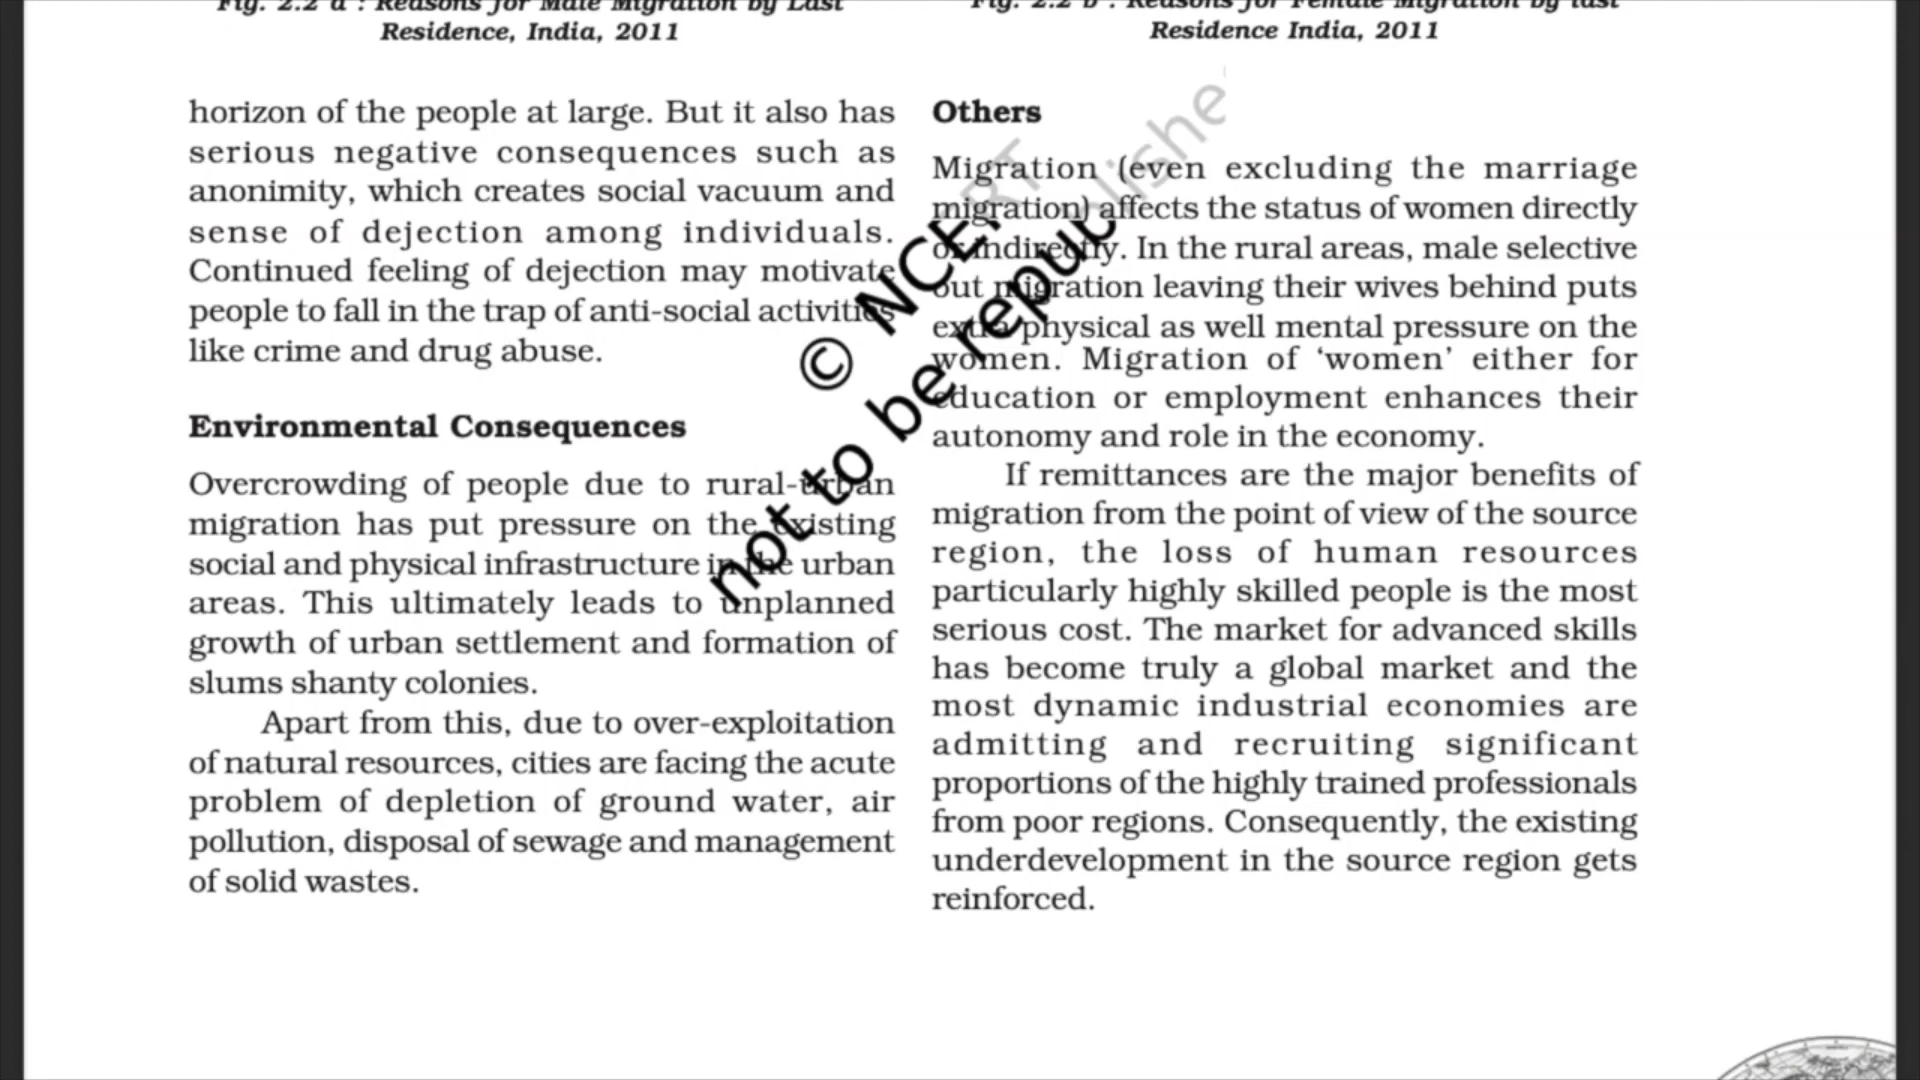 Fig. 2.2 a : Reasons for Male Migration by Last
Residence, India, 2011
Fig. 2.2 b : Reasons for Female Migration by last
Residence India, 2011
horizon of the people at large. But it also has
serious negative consequences such as
anonimity, which creates social vacuum and
sense of dejection among individuals.
Continued feeling of dejection may motivate
people to fall in the trap of anti-social activities
like crime and drug abuse.
Environmental Consequences
Overcrowding of people due to rural-urban
migration has put pressure on the existing
social and physical infrastructure in the urban
areas. This ultimately leads to unplanned
growth of urban settlement and formation of
slums shanty colonies.
Apart from this, due to over-exploitation
of natural resources, cities are facing the acute
problem of depletion of ground water, air
pollution, disposal of sewage and management
of solid wastes.
Others
Migration (even excluding the marriage
migration) affects the status of women directly
or indirectly. In the rural areas, male selective
out migration leaving their wives behind puts
extra physical as well mental pressure on the
women. Migration of ‘women’ either for
education or employment enhances their
autonomy and role in the economy.
If remittances are the major benefits of
migration from the point of view of the source
region, the loss of human resources
particularly highly skilled people is the most
serious cost. The market for advanced skills
has become truly a global market and the
most dynamic industrial economies are
admitting and recruiting significant
proportions of the highly trained professionals
from poor regions. Consequently, the existing
underdevelopment in the source region gets
reinforced.
© NCERT
not to be republishe